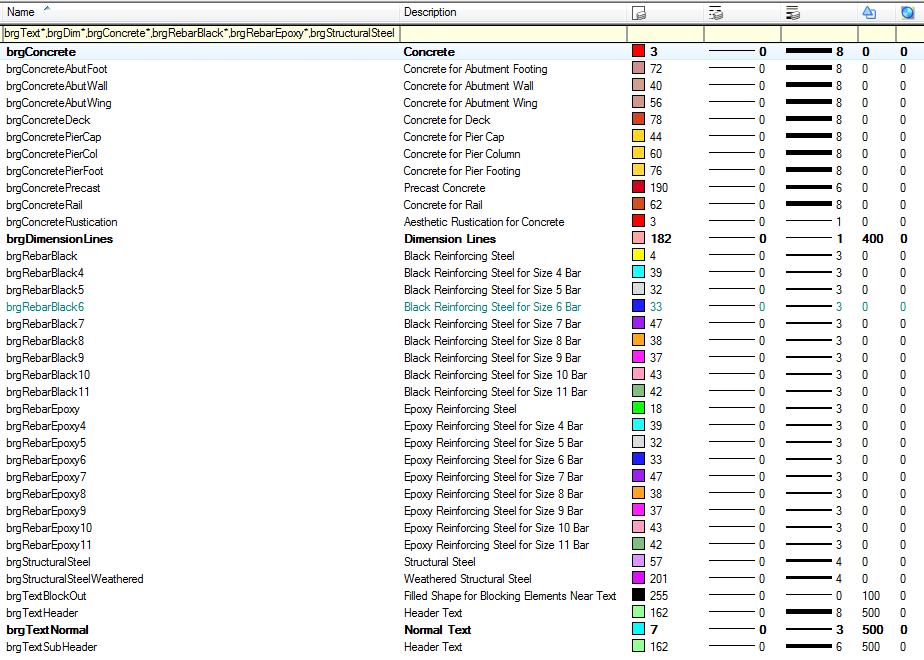 Name Description
brgText*,brgDim*,brgConcrete*,brgRebarBlack*,brgRebarEpoxy*,brgStructuralSteel
brgConcrete Concrete 3 0 8 0 0
brgConcreteAbutFoot Concrete for Abutment Footing 72 0 8 0 0
brgConcreteAbutWall Concrete for Abutment Wall 40 0 8 0 0
brgConcreteAbutWing Concrete for Abutment Wing 56 0 8 0 0
brgConcreteDeck Concrete for Deck 78 0 8 0 0
brgConcretePierCap Concrete for Pier Cap 44 0 8 0 0
brgConcretePierCol Concrete for Pier Column 60 0 8 0 0
brgConcretePierFoot Concrete for Pier Footing 76 0 8 0 0
brgConcretePrecast Precast Concrete 190 0 6 0 0
brgConcreteRail Concrete for Rail 62 0 8 0 0
brgConcreteRustication Aesthetic Rustication for Concrete 3 0 1 0 0
brgDimensionLines Dimension Lines 182 0 1 400 0
brgRebarBlack Black Reinforcing Steel 4 0 3 0 0
brgRebarBlack4 Black Reinforcing Steel for Size 4 Bar 39 0 3 0 0
brgRebarBlack5 Black Reinforcing Steel for Size 5 Bar 32 0 3 0 0
brgRebarBlack6 Black Reinforcing Steel for Size 6 Bar 33 0 3 0 0
brgRebarBlack7 Black Reinforcing Steel for Size 7 Bar 47 0 3 0 0
brgRebarBlack8 Black Reinforcing Steel for Size 8 Bar 38 0 3 0 0
brgRebarBlack9 Black Reinforcing Steel for Size 9 Bar 37 0 3 0 0
brgRebarBlack10 Black Reinforcing Steel for Size 10 Bar 43 0 3 0 0
brgRebarBlack11 Black Reinforcing Steel for Size 11 Bar 42 0 3 0 0
brgRebarEpoxy Epoxy Reinforcing Steel 18 0 3 0 0
brgRebarEpoxy4 Epoxy Reinforcing Steel for Size 4 Bar 39 0 3 0 0
brgRebarEpoxy5 Epoxy Reinforcing Steel for Size 5 Bar 32 0 3 0 0
brgRebarEpoxy6 Epoxy Reinforcing Steel for Size 6 Bar 33 0 3 0 0
brgRebarEpoxy7 Epoxy Reinforcing Steel for Size 7 Bar 47 0 3 0 0
brgRebarEpoxy8 Epoxy Reinforcing Steel for Size 8 Bar 38 0 3 0 0
brgRebarEpoxy9 Epoxy Reinforcing Steel for Size 9 Bar 37 0 3 0 0
brgRebarEpoxy10 Epoxy Reinforcing Steel for Size 10 Bar 43 0 3 0 0
brgRebarEpoxy11 Epoxy Reinforcing Steel for Size 11 Bar 42 0 3 0 0
brgStructuralSteel Structural Steel 57 0 4 0 0
brgStructuralSteelWeathered Weathered Structural Steel 201 0 4 0 0
brgTextBlockOut Filled Shape for Blocking Elements Near Text 255 0 0 100 0
brgTextHeader Header Text 162 0 8 500 0
brgTextNormal Normal Text 7 0 3 500 0
brgTextSubHeader Header Text 162 0 6 500 0